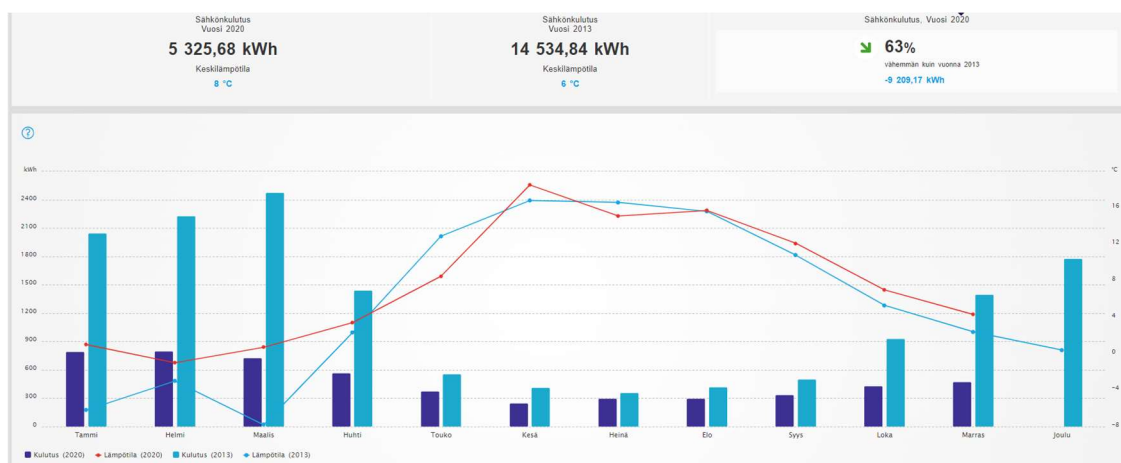 Sähkönkulutus
Vuosi 2020
5 325,68 kWh
Keskilämpötila
8 °C
Sähkönkulutus
Vuosi 2013
14 534,84 kWh
Keskilämpötila
6 °C
Sähkönkulutus, Vuosi 2020
63%
vähemmän kuin vuonna 2013
-9 209,17 kWh
?
kWh
2400
2100
1800
1500
1200
900
600
300
0
°C
16
12
8
4
0
-4
-8
Tammi Helmi Maalis Huhti Touko Kesä Heinä Elo Syys Loka Marras Joulu
Kulutus (2020) Lämpötila (2020) Kulutus (2013) Lämpötila (2013)